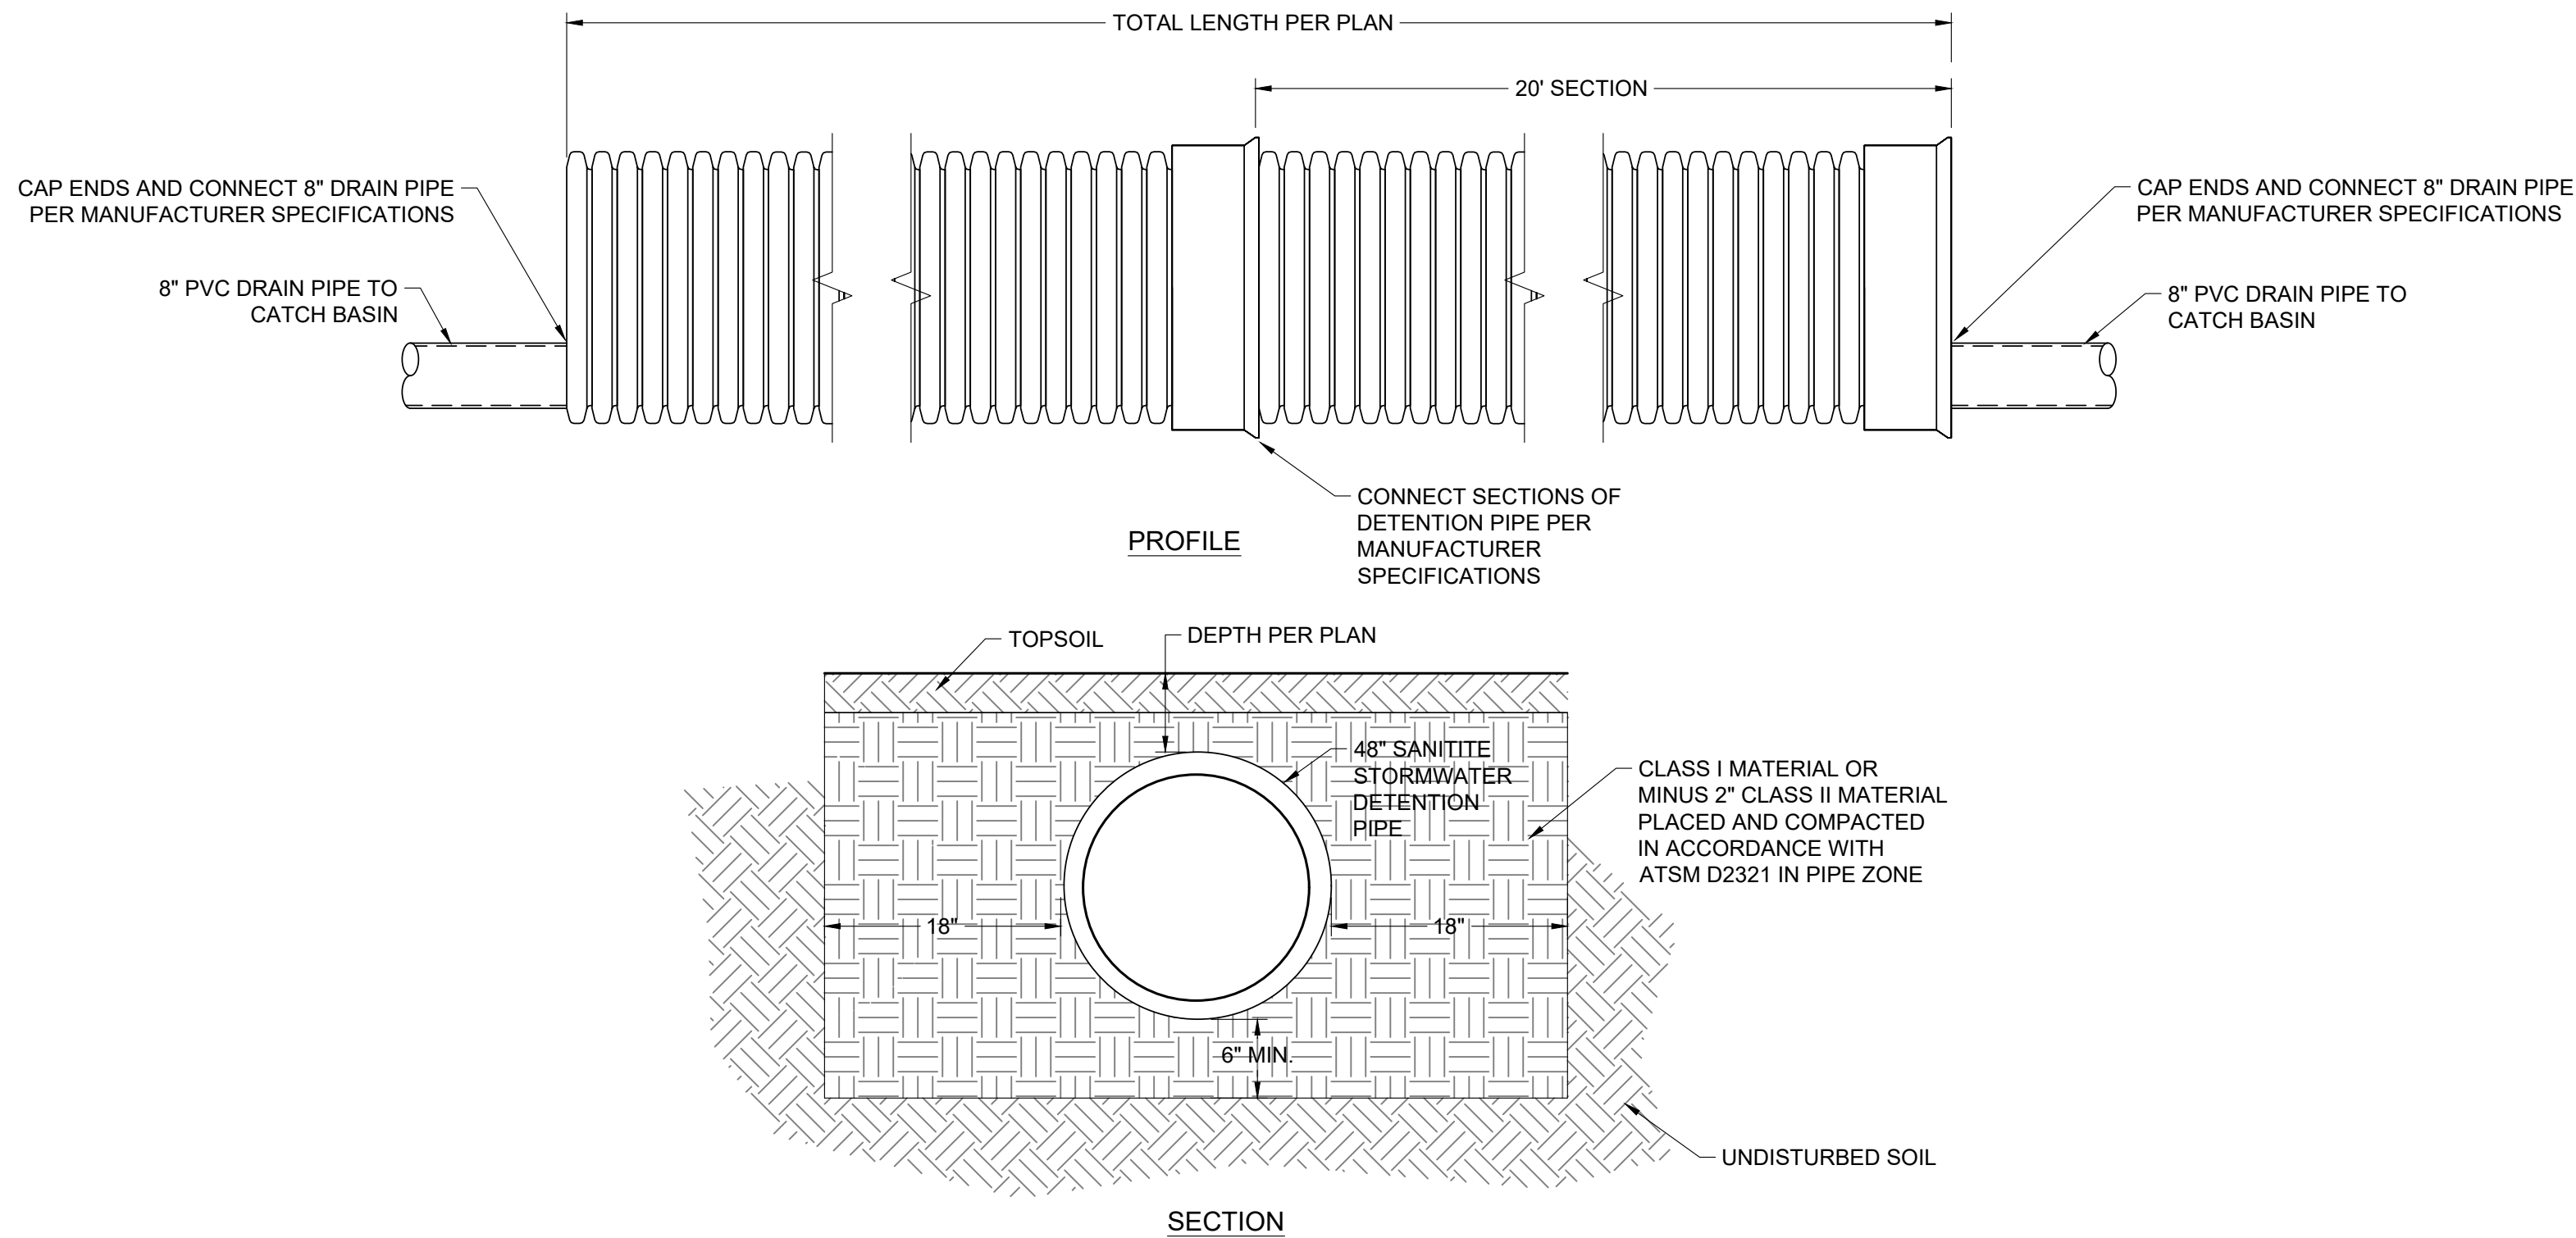 TOTAL LENGTH PER PLAN
20' SECTION
CAP ENDS AND CONNECT 8" DRAIN PIPE
PER MANUFACTURER SPECIFICATIONS
8" PVC DRAIN PIPE TO
CATCH BASIN
CAP ENDS AND CONNECT 8" DRAIN PIPE
PER MANUFACTURER SPECIFICATIONS
8" PVC DRAIN PIPE TO
CATCH BASIN
CONNECT SECTIONS OF
DETENTION PIPE PER
MANUFACTURER
SPECIFICATIONS
PROFILE
TOPSOIL
DEPTH PER PLAN
48" SANITITE
STORMWATER
DETENTION
PIPE
CLASS I MATERIAL OR
MINUS 2" CLASS II MATERIAL
PLACED AND COMPACTED
IN ACCORDANCE WITH
ATSM D2321 IN PIPE ZONE
18"
18"
6" MIN.
UNDISTURBED SOIL
SECTION